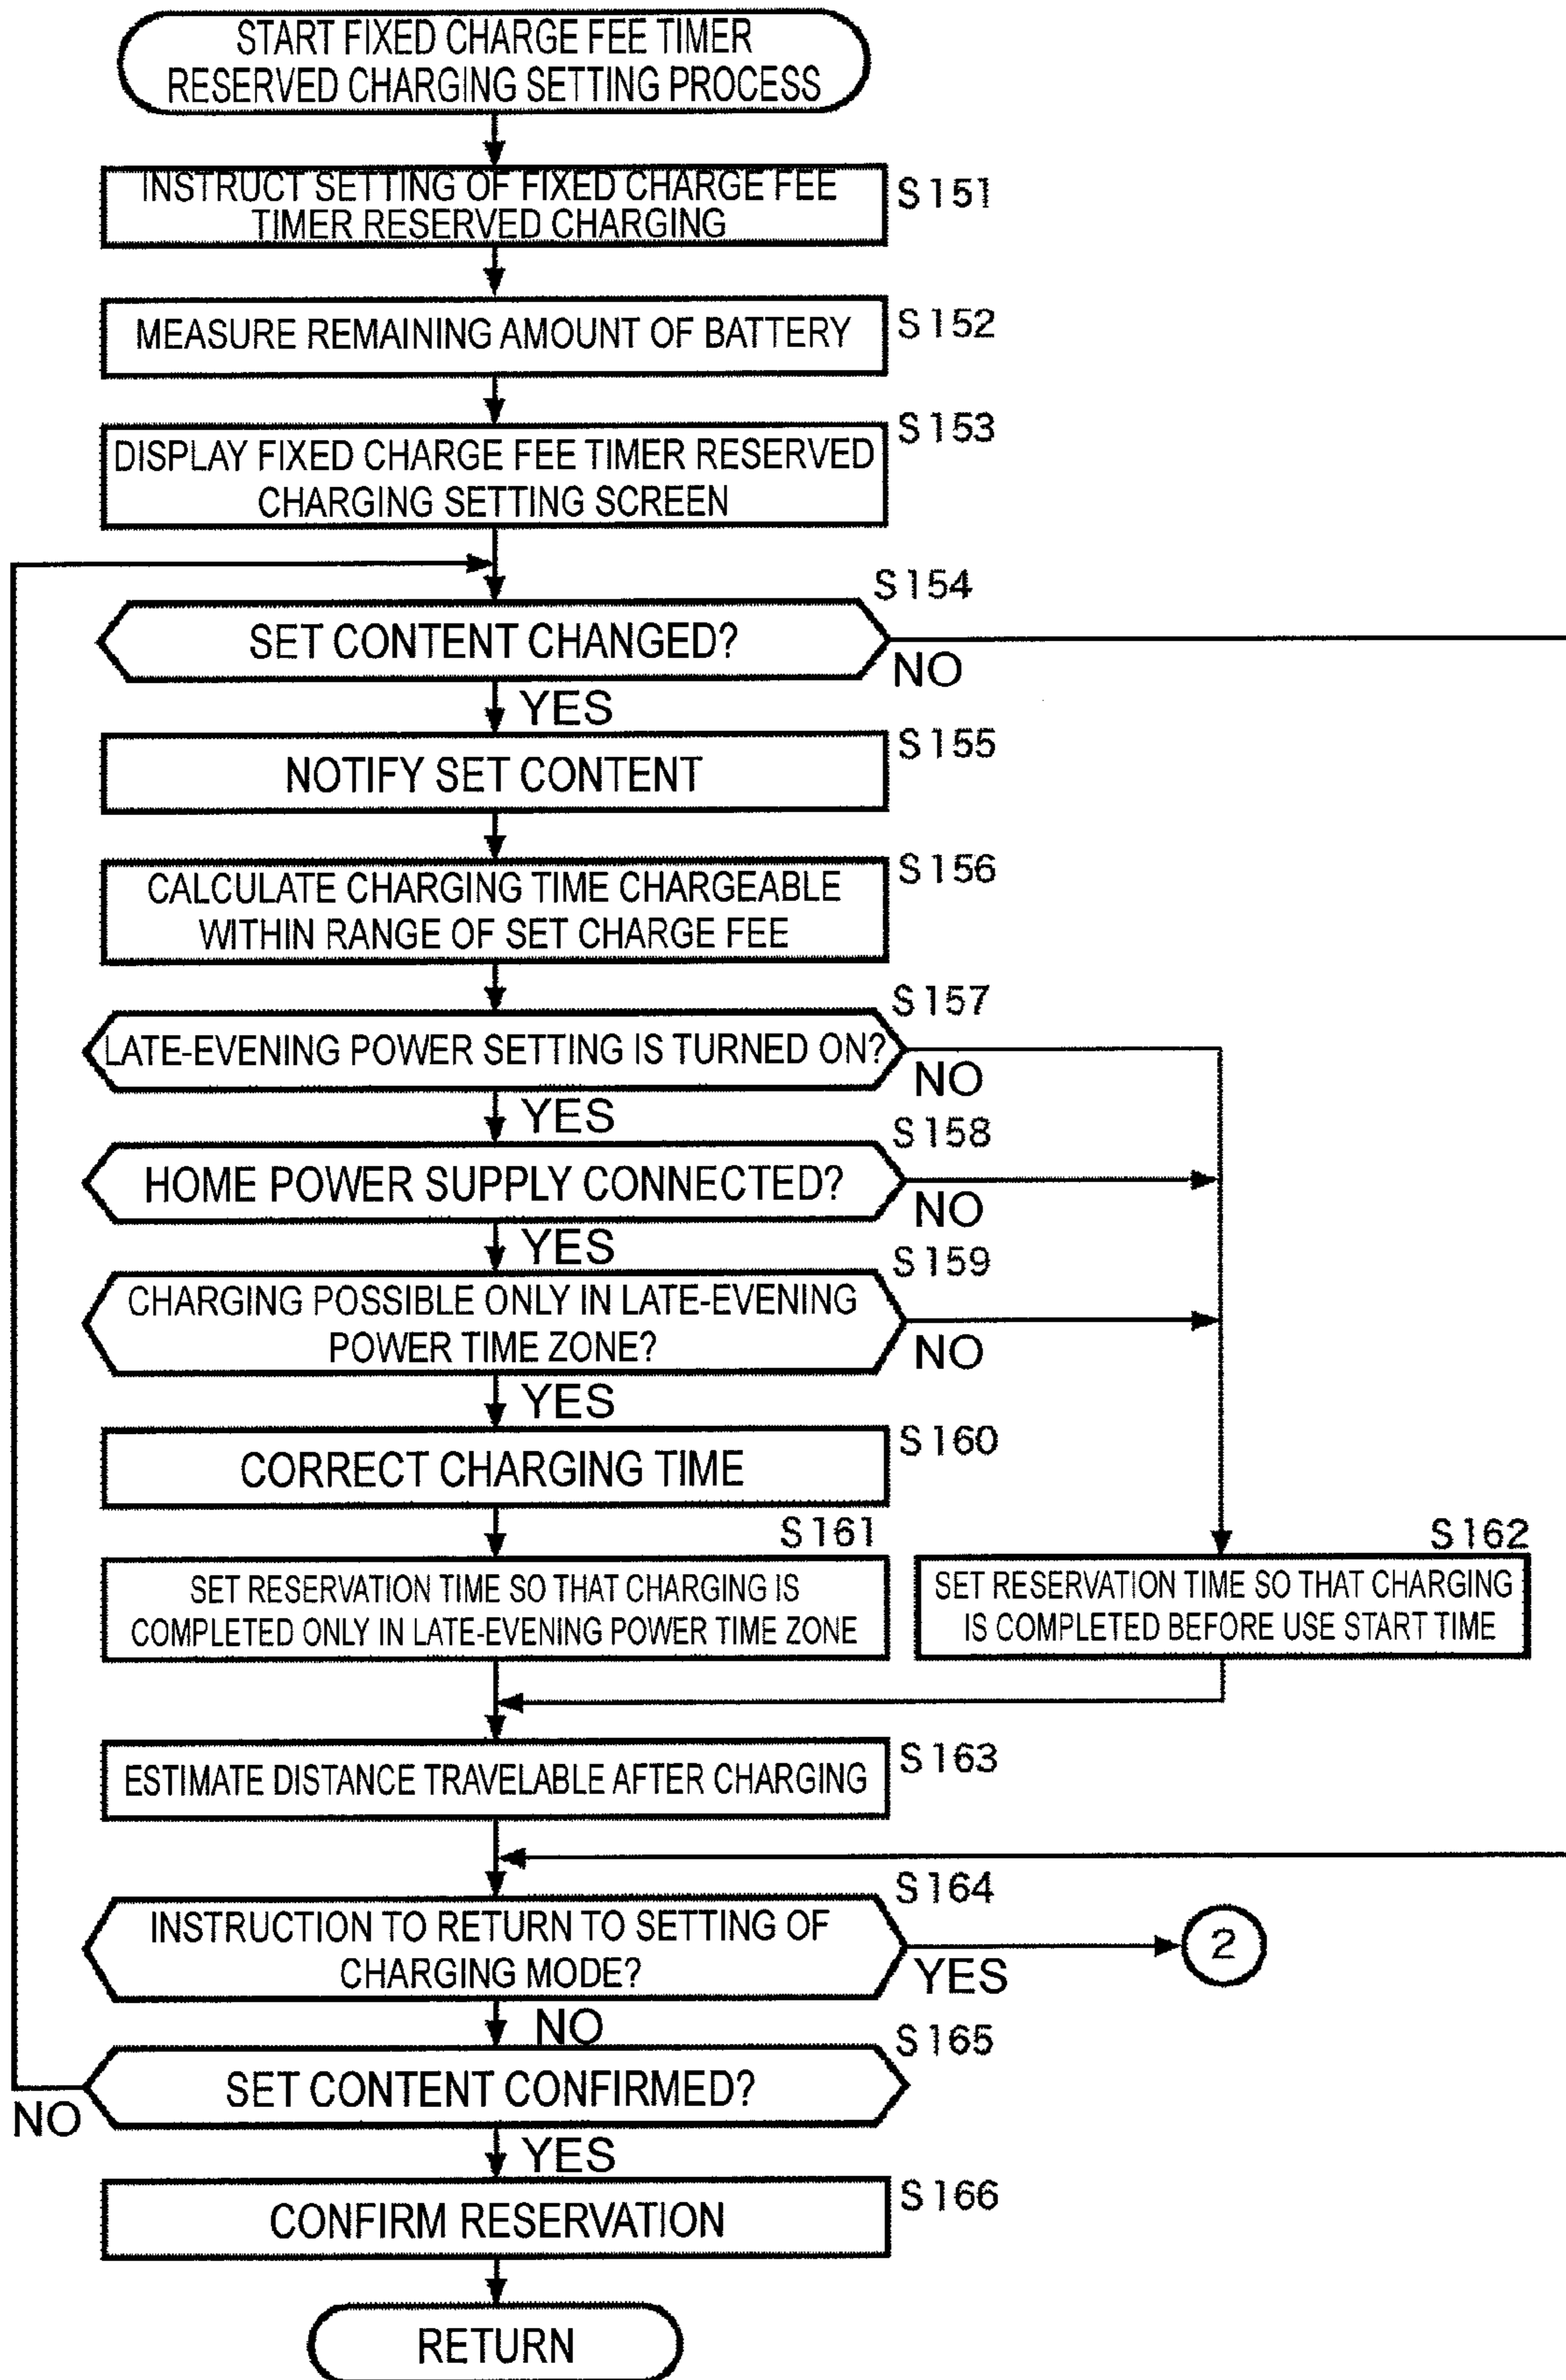 START FIXED CHARGE FEE TIMER
RESERVED CHARGING SETTING PROCESS
INSTRUCT SETTING OF FIXED CHARGE FEE
TIMER RESERVED CHARGING
S151
MEASURE REMAINING AMOUNT OF BATTERY
S152
DISPLAY FIXED CHARGE FEE TIMER RESERVED
CHARGING SETTING SCREEN
S153
S154
SET CONTENT CHANGED?
NO
YES
NOTIFY SET CONTENT
S155
CALCULATE CHARGING TIME CHARGEABLE
WITHIN RANGE OF SET CHARGE FEE
S156
S157
LATE-EVENING POWER SETTING IS TURNED ON?
NO
YES
S158
HOME POWER SUPPLY CONNECTED?
NO
YES
S159
CHARGING POSSIBLE ONLY IN LATE-EVENING
POWER TIME ZONE?
NO
YES
CORRECT CHARGING TIME
S160
S161
SET RESERVATION TIME SO THAT CHARGING IS
COMPLETED ONLY IN LATE-EVENING POWER TIME ZONE
S162
SET RESERVATION TIME SO THAT CHARGING
IS COMPLETED BEFORE USE START TIME
ESTIMATE DISTANCE TRAVELABLE AFTER CHARGING
S163
S164
INSTRUCTION TO RETURN TO SETTING OF
CHARGING MODE?
YES
2
NO
S165
SET CONTENT CONFIRMED?
NO
YES
CONFIRM RESERVATION
S166
RETURN